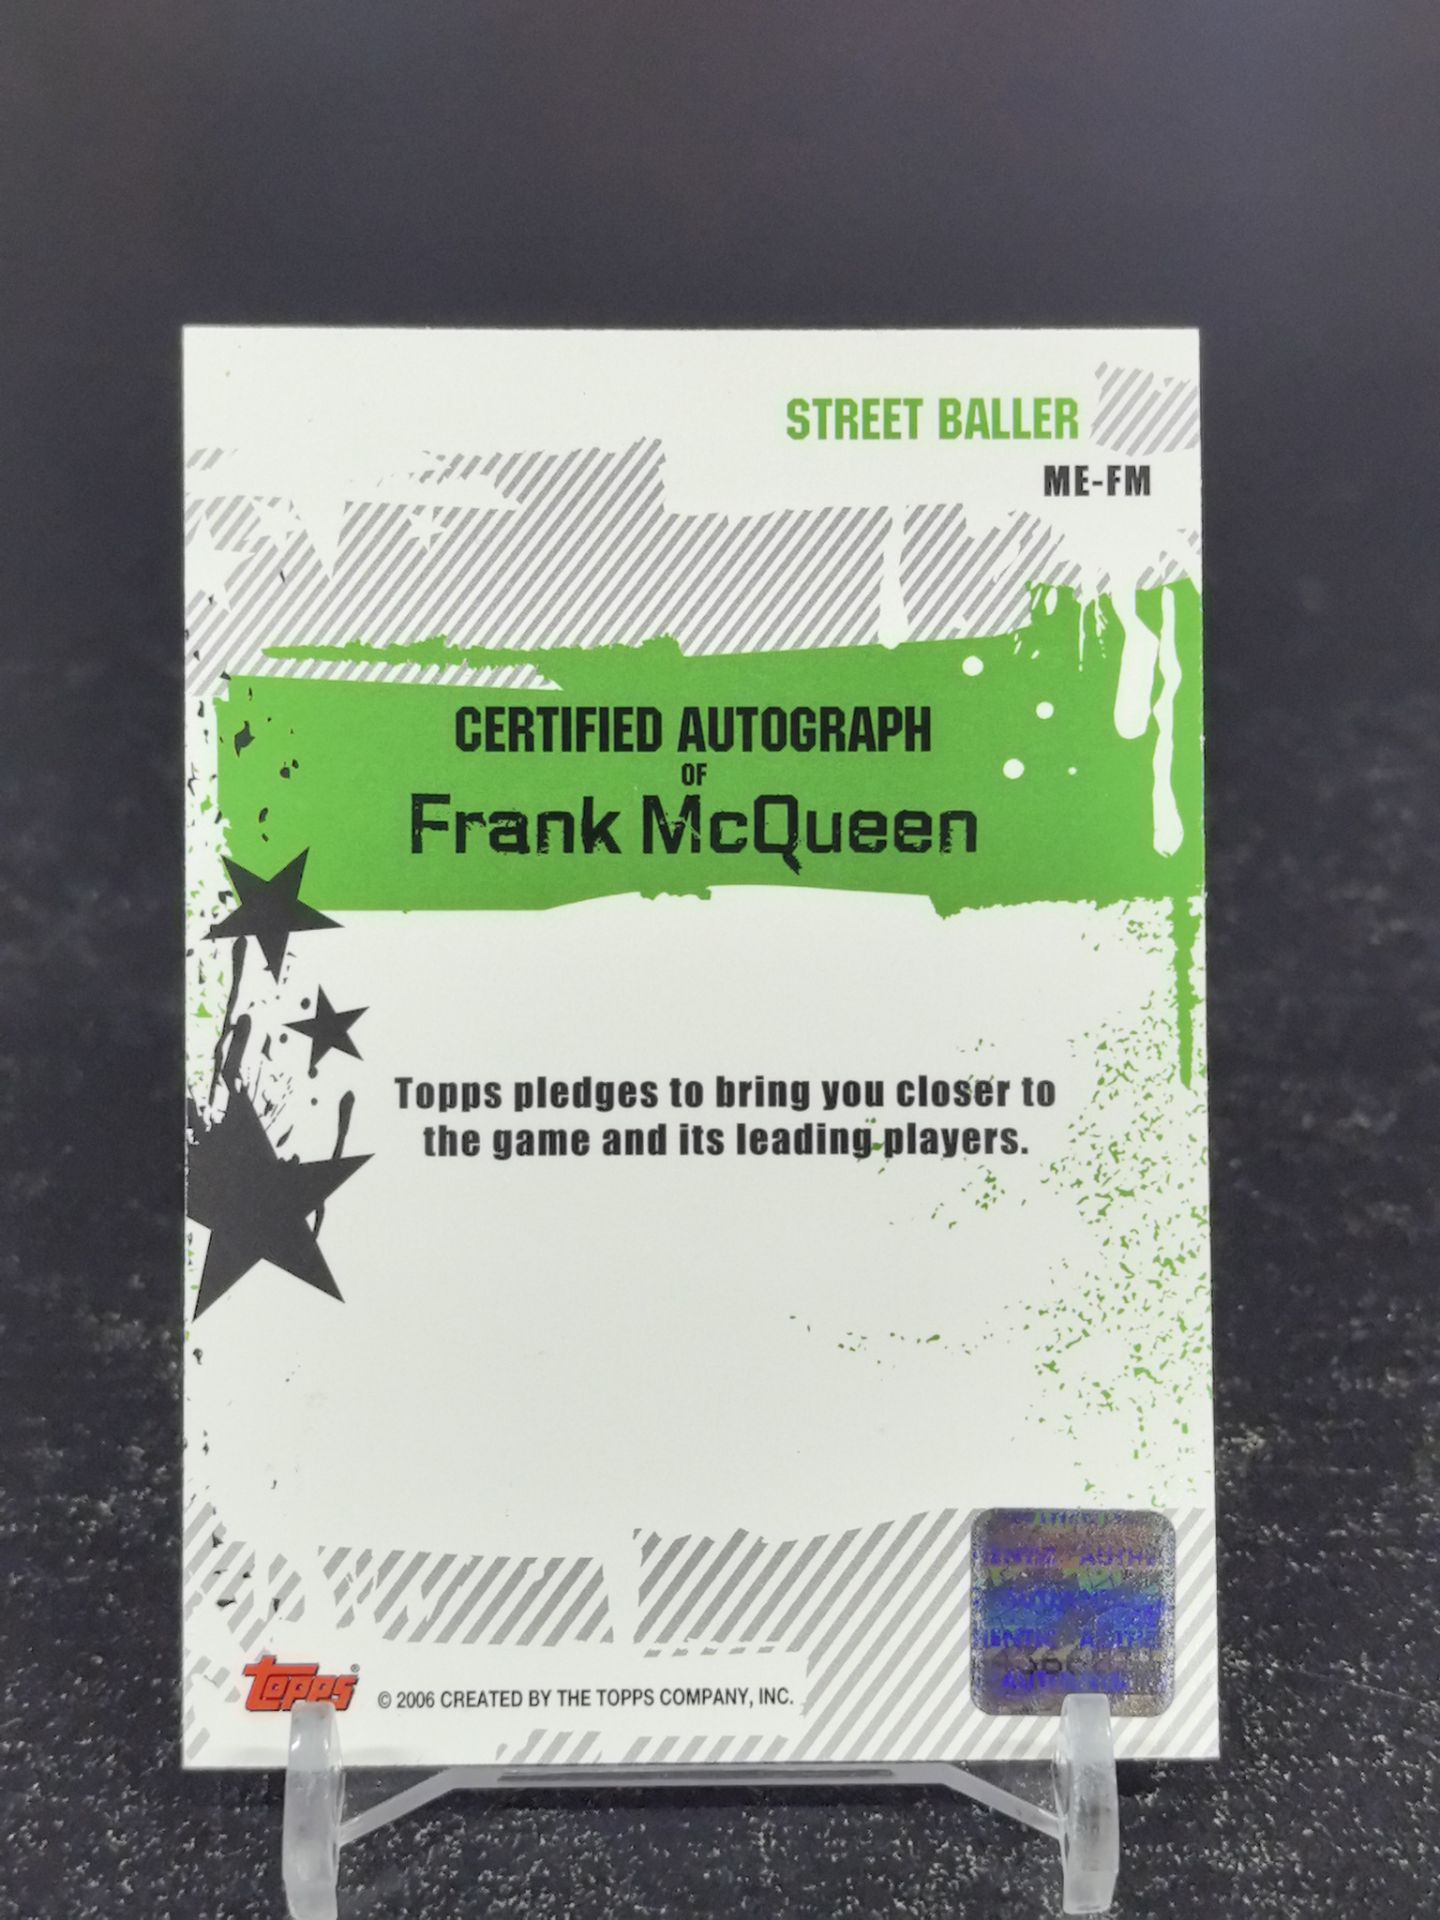 STREET BALLER
ME-FM
CERTIFIED AUTOGRAPH
OF
Frank McQueen
Topps pledges to bring you closer to
the game and its leading players.
topps® © 2006 CREATED BY THE TOPPS COMPANY, INC.